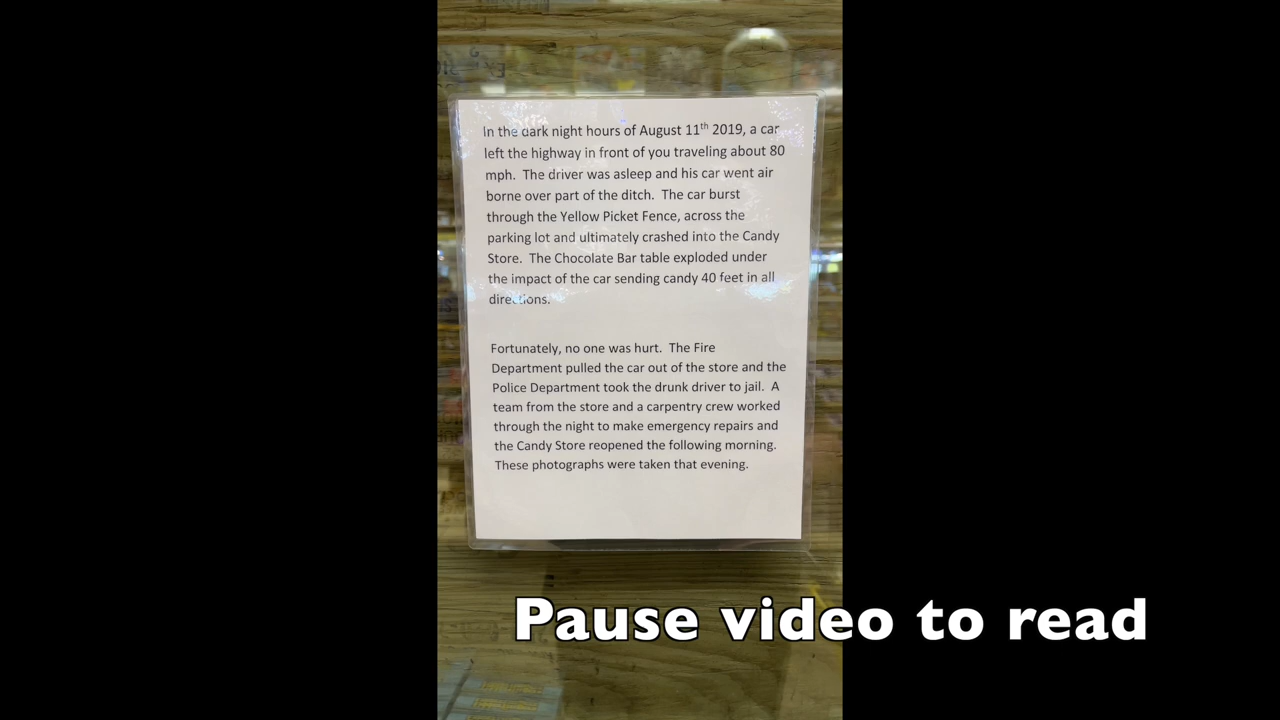 In the dark night hours of August 11th 2019, a car
left the highway in front of you traveling about 80
mph.  The driver was asleep and his car went air
borne over part of the ditch.  The car burst
through the Yellow Picket Fence, across the
parking lot and ultimately crashed into the Candy
Store.  The Chocolate Bar table exploded under
the impact of the car sending candy 40 feet in all
directions.
Fortunately, no one was hurt.  The Fire
Department pulled the car out of the store and the
Police Department took the drunk driver to jail.  A
team from the store and a carpentry crew worked
through the night to make emergency repairs and
the Candy Store reopened the following morning.
These photographs were taken that evening.
Pause video to read